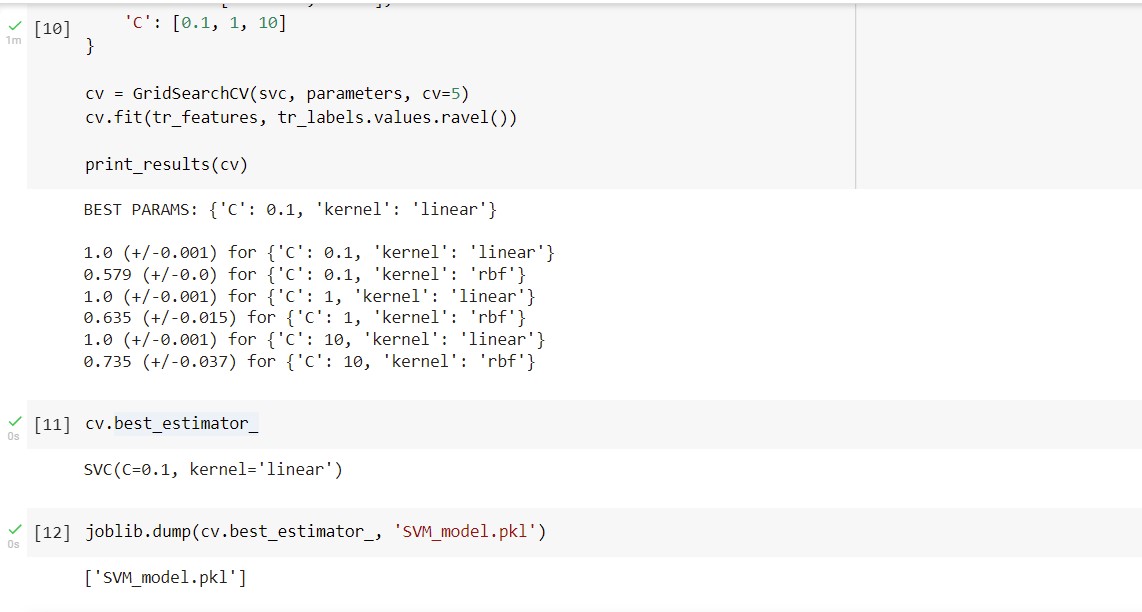 [10]
1m
'C': [0.1, 1, 10]
}
cv = GridSearchCV(svc, parameters, cv=5)
cv.fit(tr_features, tr_labels.values.ravel())
print_results(cv)
BEST PARAMS: {'C': 0.1, 'kernel': 'linear'}
1.0 (+/-0.001) for {'C': 0.1, 'kernel': 'linear'}
0.579 (+/-0.0) for {'C': 0.1, 'kernel': 'rbf'}
1.0 (+/-0.001) for {'C': 1, 'kernel': 'linear'}
0.635 (+/-0.015) for {'C': 1, 'kernel': 'rbf'}
1.0 (+/-0.001) for {'C': 10, 'kernel': 'linear'}
0.735 (+/-0.037) for {'C': 10, 'kernel': 'rbf'}
[11] cv.best_estimator_
0s
SVC(C=0.1, kernel='linear')
[12] joblib.dump(cv.best_estimator_, 'SVM_model.pkl')
0s
['SVM_model.pkl']